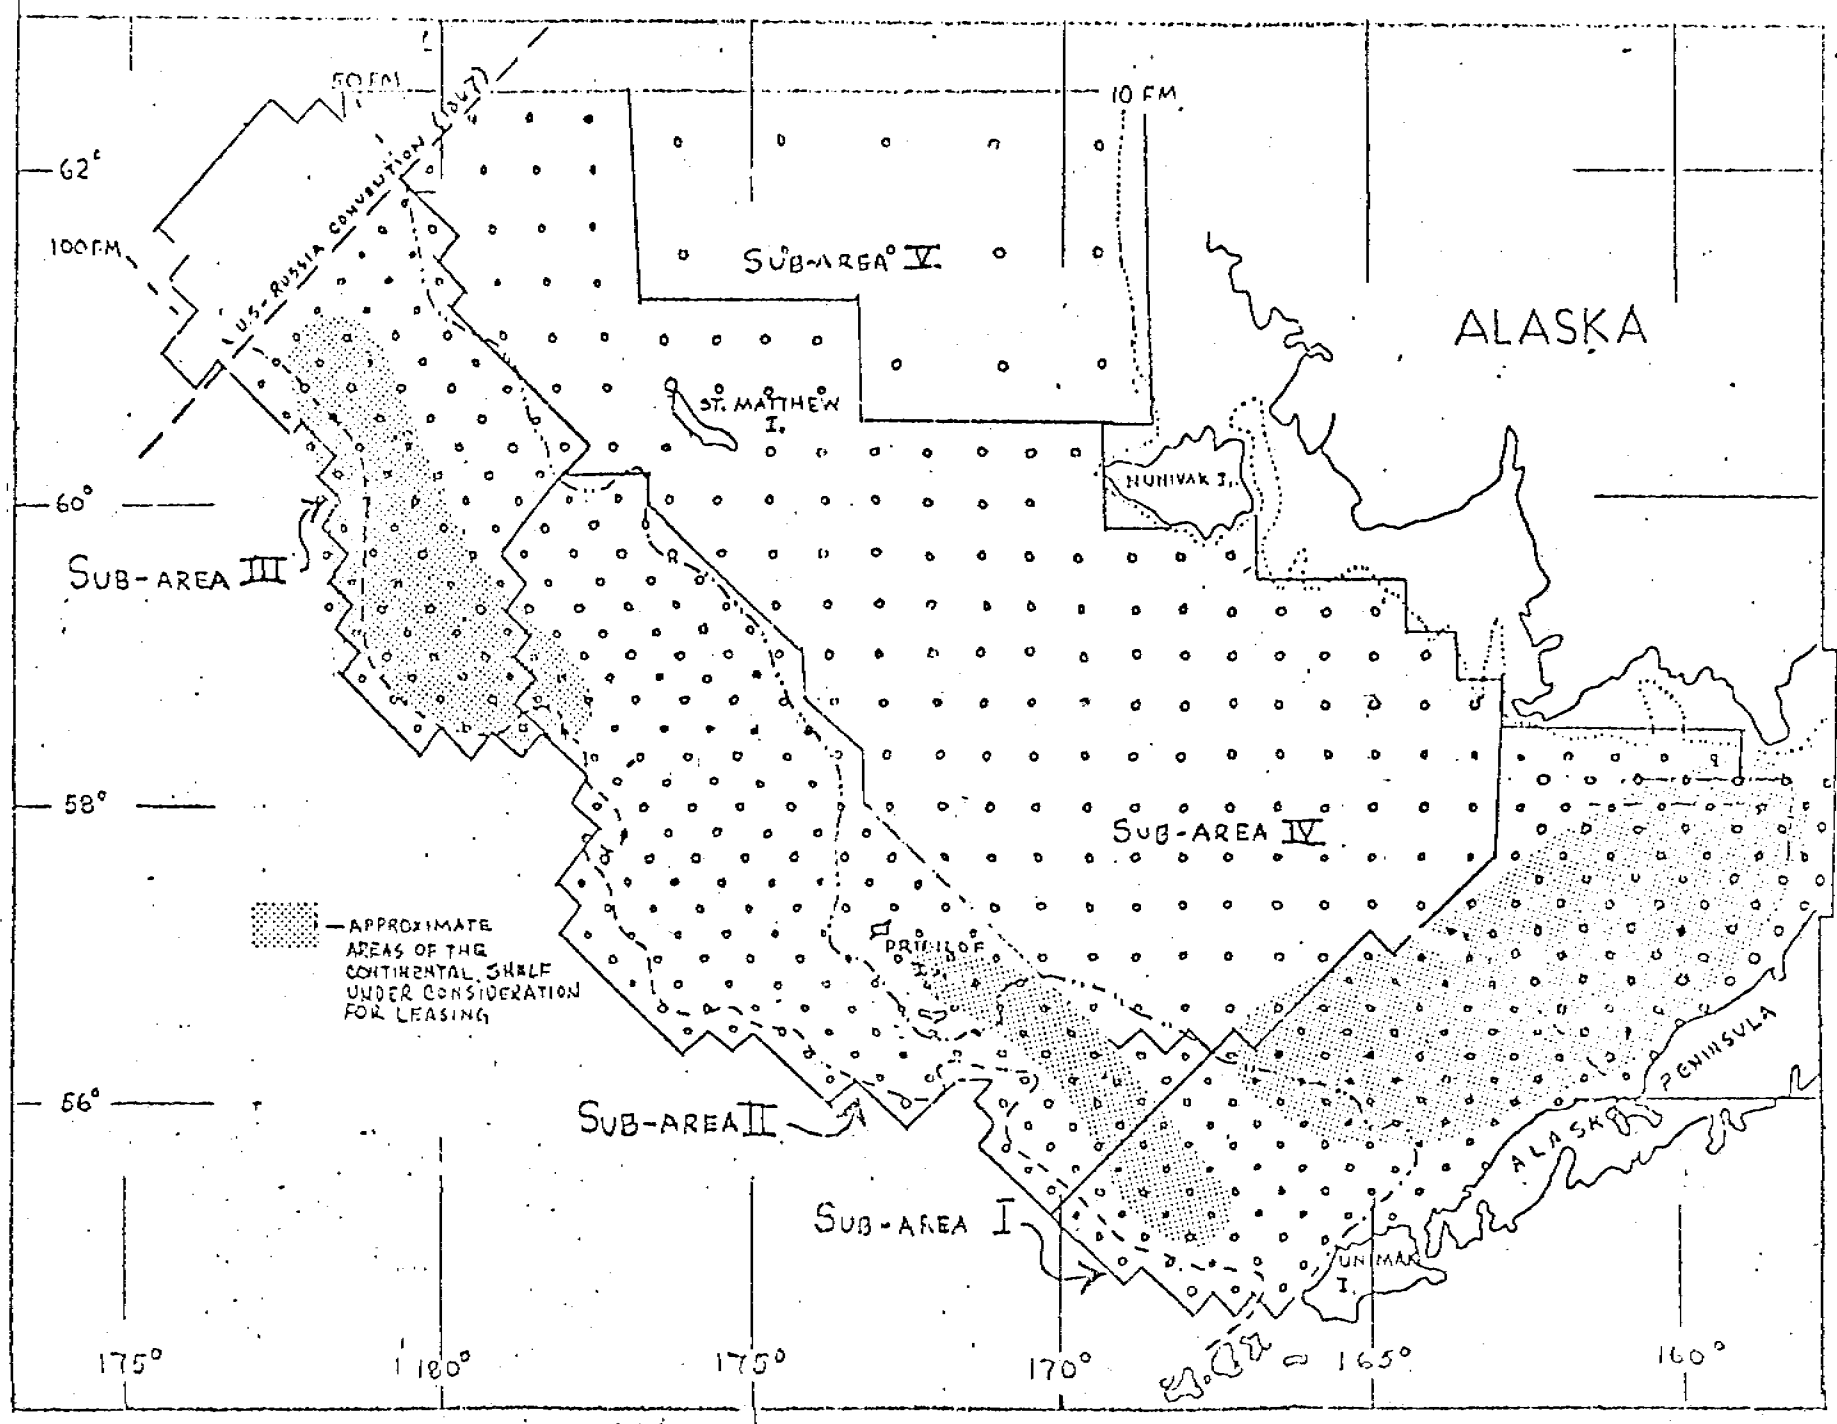 50 FM
10 FM.
62°
U.S.- RUSSIA CONVENTION (1867)
100 FM
SUB-AREA V
ALASKA
ST. MATTHEW
I.
NUNIVAK I.
60°
SUB-AREA III
58°
SUB-AREA IV
— APPROXIMATE
AREAS OF THE
CONTINENTAL SHELF
UNDER CONSIDERATION
FOR LEASING
PRIBILOF
56°
SUB-AREA II
ALASKA PENINSULA
SUB-AREA I
UNIMAK
I.
175° 180° 175° 170° 165° 160°